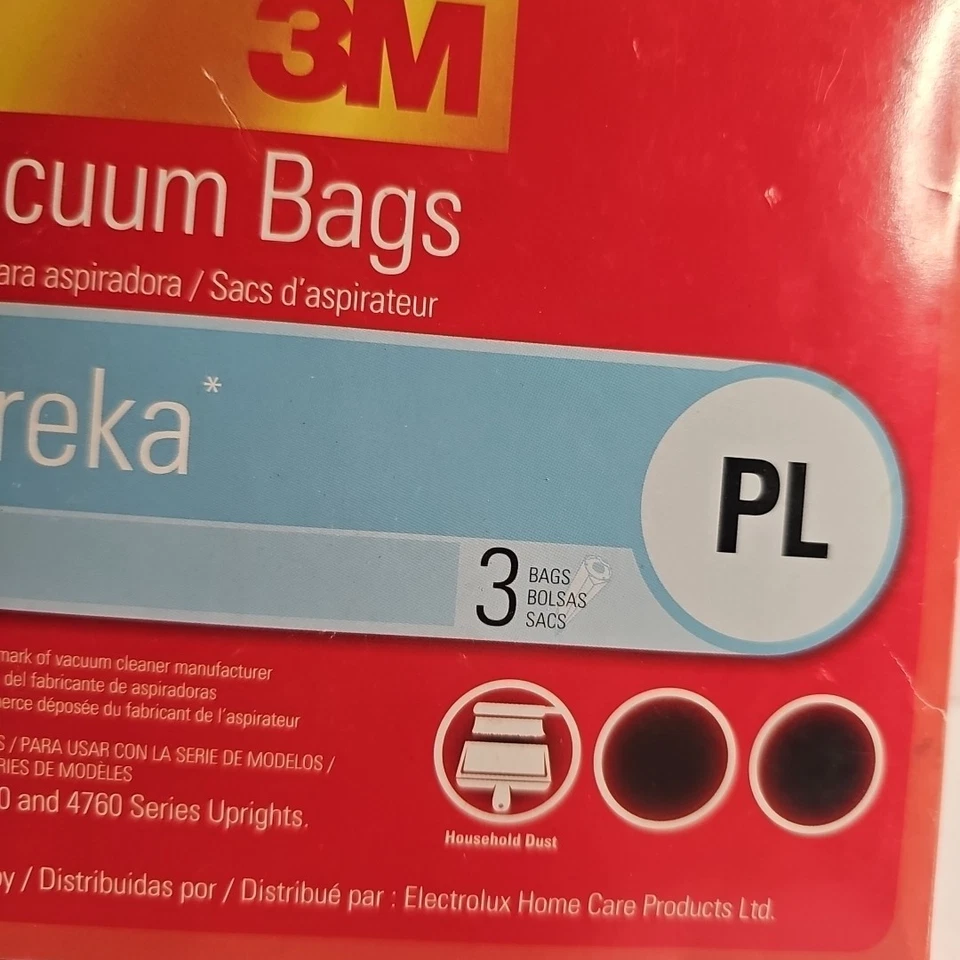 3M
cuum Bags
ara aspiradora / Sacs d'aspirateur
reka*
PL
3 BAGS
BOLSAS
SACS
mark of vacuum cleaner manufacturer
del fabricante de aspiradoras
erce déposée du fabricant de l'aspirateur
S / PARA USAR CON LA SERIE DE MODELOS /
RIES DE MODÈLES
0 and 4760 Series Uprights.
Household Dust
by / Distribuidas por / Distribué par : Electrolux Home Care Products Ltd.